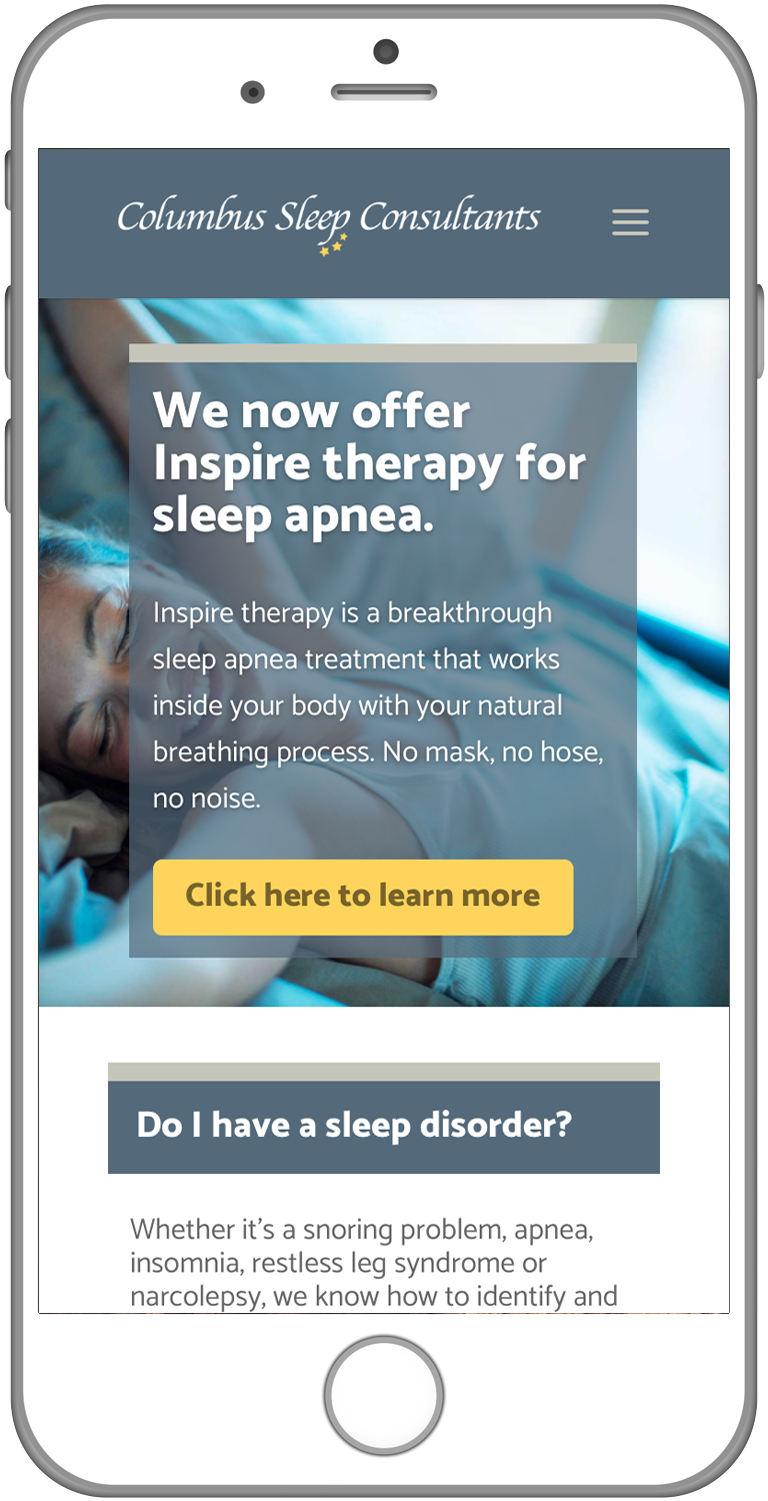 Columbus Sleep Consultants
We now offer
Inspire therapy for
sleep apnea.
Inspire therapy is a breakthrough
sleep apnea treatment that works
inside your body with your natural
breathing process. No mask, no hose,
no noise.
Click here to learn more
Do I have a sleep disorder?
Whether it’s a snoring problem, apnea,
insomnia, restless leg syndrome or
narcolepsy, we know how to identify and